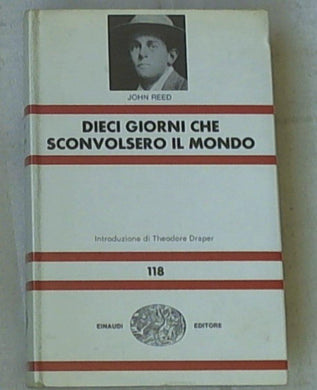 JOHN REED
DIECI GIORNI CHE
SCONVOLSERO IL MONDO
Introduzione di Theodore Draper
118
EINAUDI EDITORE